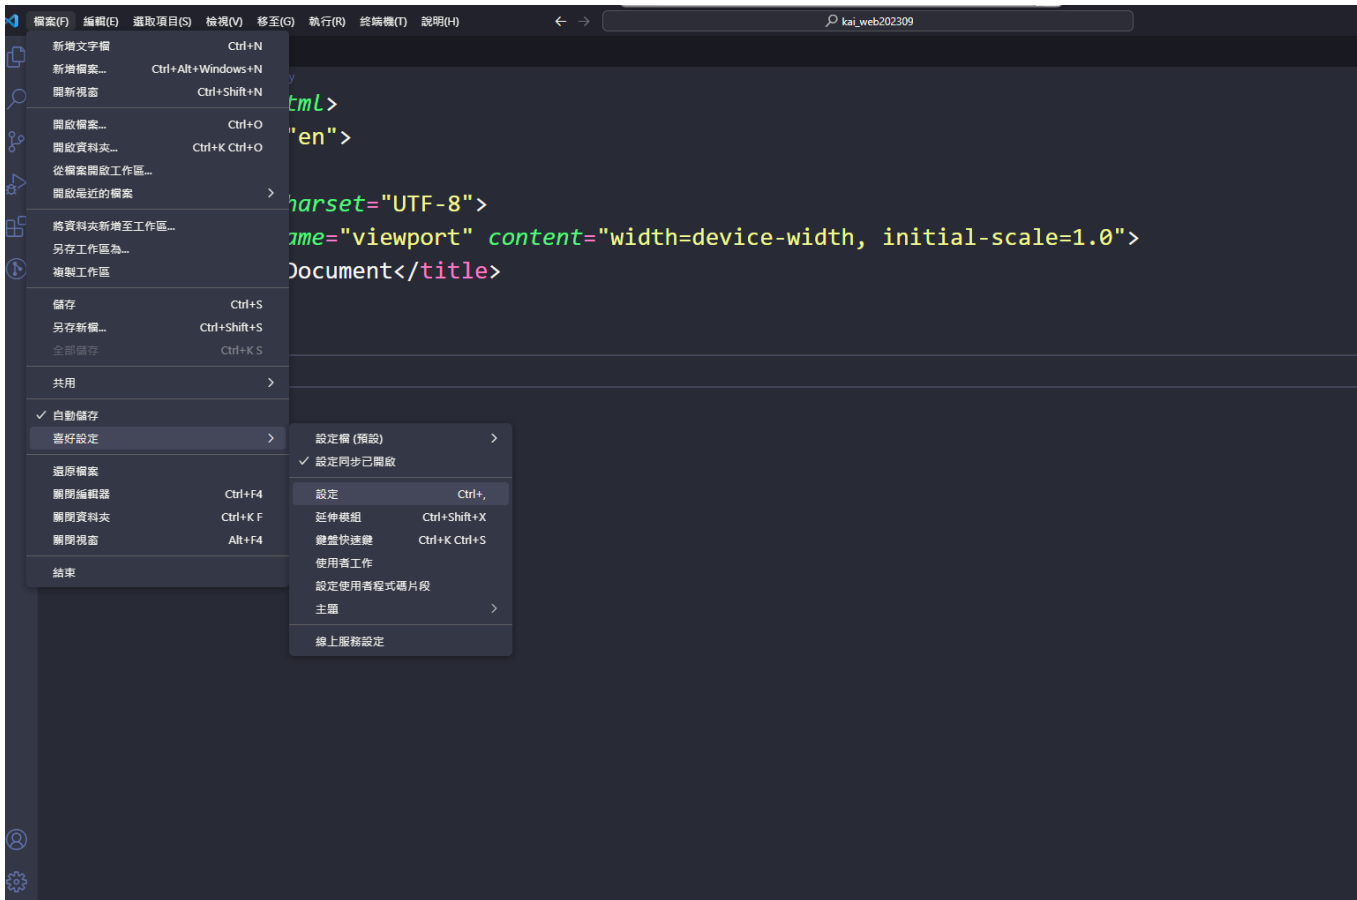 檔案(F) 編輯(E) 選取項目(S) 檢視(V) 移至(G) 執行(R) 終端機(T) 說明(H) kai_web202309
新增文字檔 Ctrl+N
新增檔案... Ctrl+Alt+Windows+N
開新視窗 Ctrl+Shift+N
開啟檔案... Ctrl+O
開啟資料夾... Ctrl+K Ctrl+O
從檔案開啟工作區...
開啟最近的檔案
將資料夾新增至工作區...
另存工作區為...
複製工作區
儲存 Ctrl+S
另存新檔... Ctrl+Shift+S
全部儲存 Ctrl+K S
共用
自動儲存
喜好設定
還原檔案
關閉編輯器 Ctrl+F4
關閉資料夾 Ctrl+K F
關閉視窗 Alt+F4
結束
設定檔 (預設)
設定同步已開啟
設定 Ctrl+,
延伸模組 Ctrl+Shift+X
鍵盤快速鍵 Ctrl+K Ctrl+S
使用者工作
設定使用者程式碼片段
主題
線上服務設定
y
tml>
"en">
harset="UTF-8">
ame="viewport" content="width=device-width, initial-scale=1.0">
Document</title>